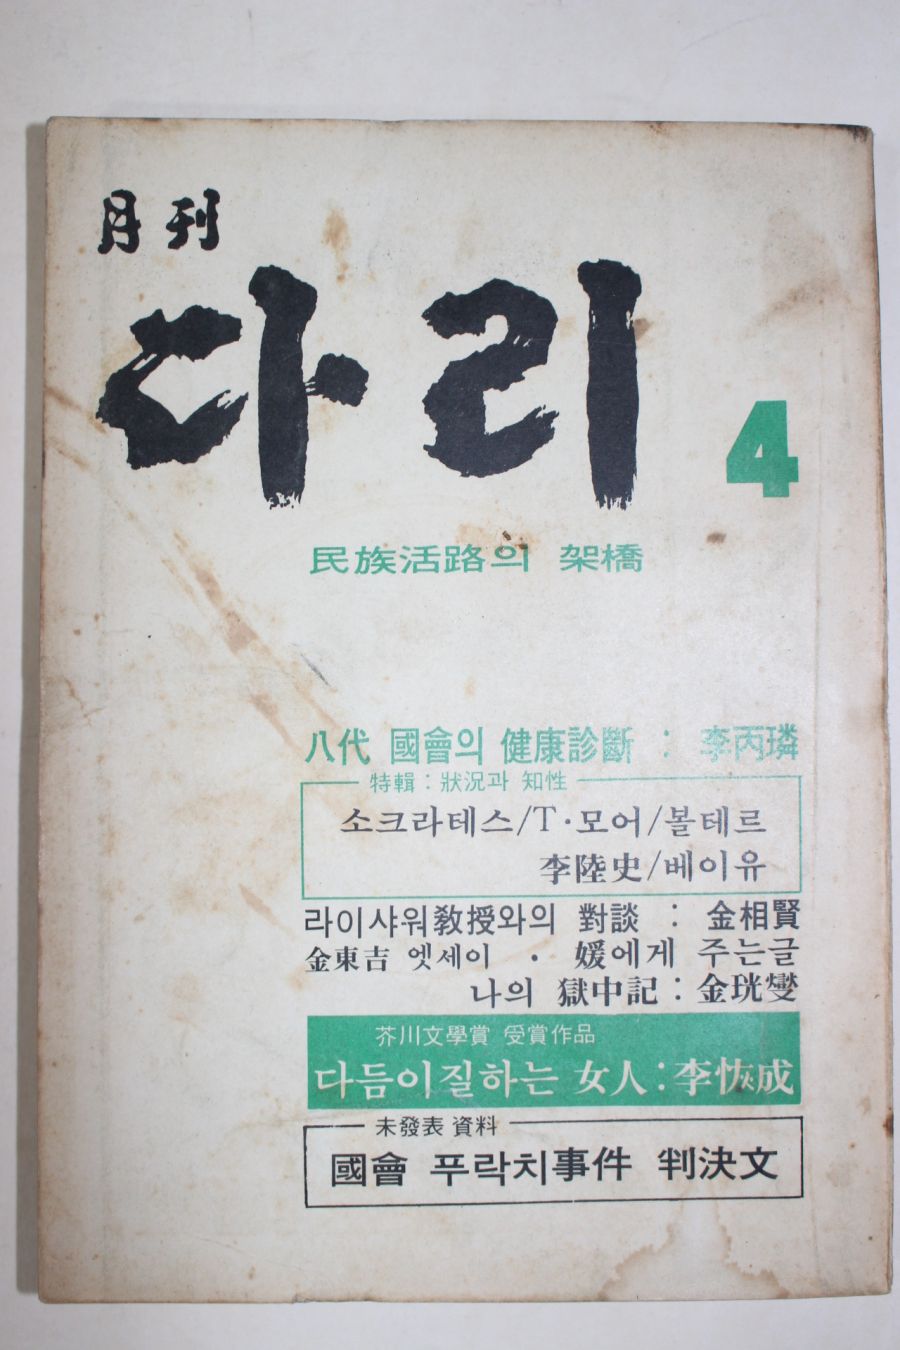 月刊
다리
4
民族活路의 架橋
八代 國會의 健康診斷 : 李丙璘
特輯 : 狀況과 知性
소크라테스/T·모어/볼테르
李陸史/베이유
라이샤워敎授와의 對談 : 金相賢
金東吉 엣세이 · 媛에게 주는글
나의 獄中記 : 金珖燮
芥川文學賞 受賞作品
다듬이질하는 女人 : 李恢成
未發表 資料
國會 푸락치事件 判決文